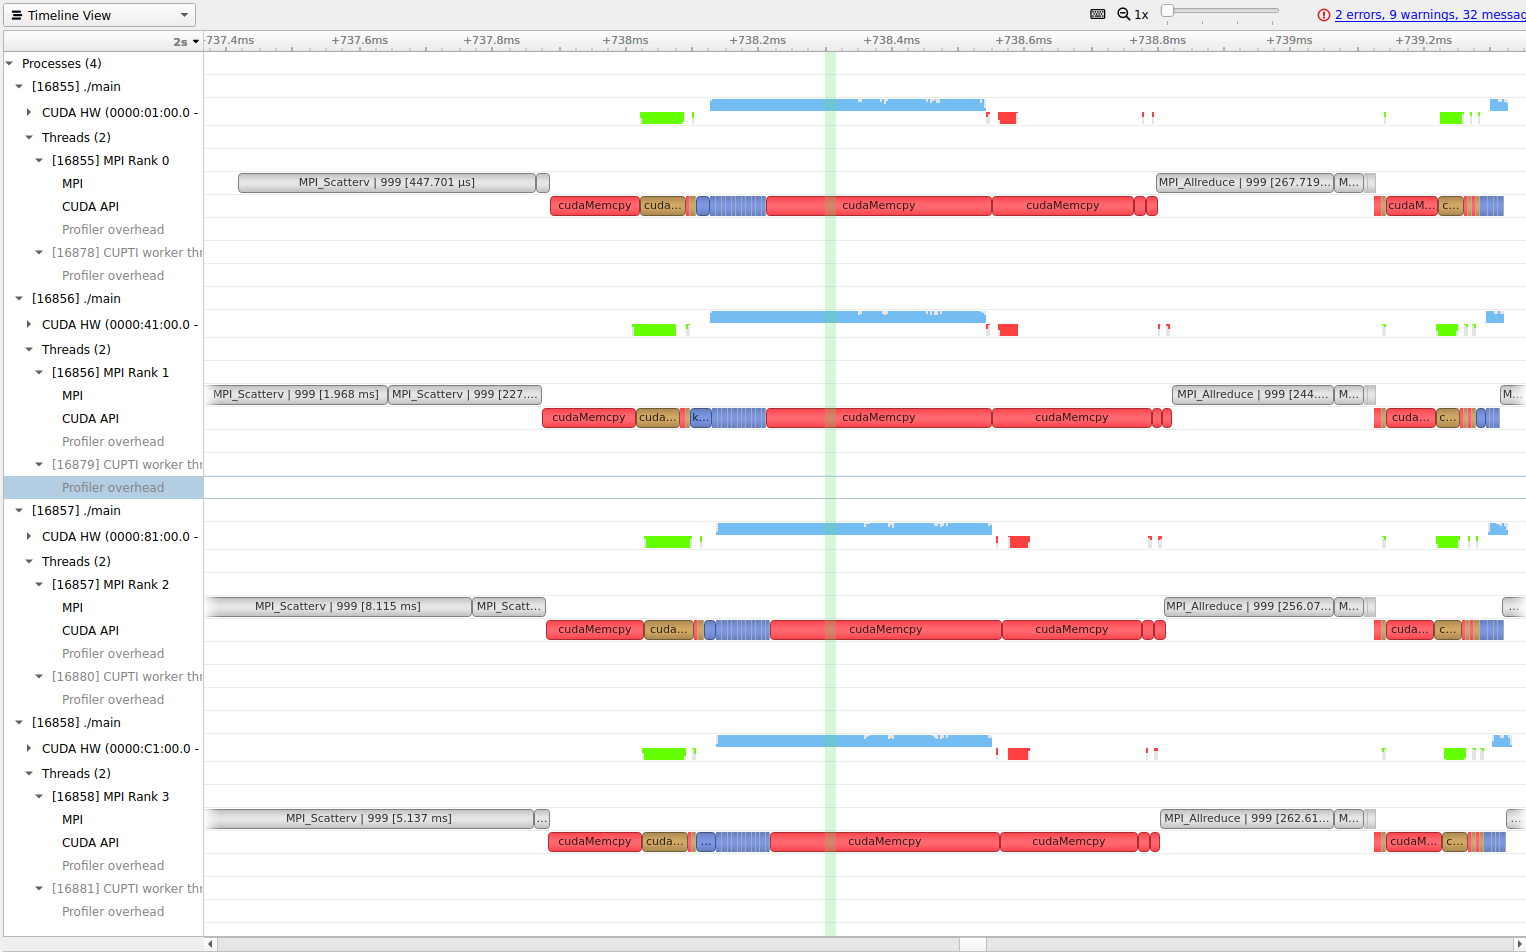 Timeline View 1x 2 errors, 9 warnings, 32 messag
2s +737.4ms +737.6ms +737.8ms +738ms +738.2ms +738.4ms +738.6ms +738.8ms +739ms +739.2ms
Processes (4)
[16855] ./main
CUDA HW (0000:01:00.0 -
Threads (2)
[16855] MPI Rank 0
MPI MPI_Scatterv | 999 [447.701 µs] MPI_Allreduce | 999 [267.719... M...
CUDA API cudaMemcpy cuda... cudaMemcpy cudaMemcpy cudaM... c...
Profiler overhead
[16878] CUPTI worker thr
Profiler overhead
[16856] ./main
CUDA HW (0000:41:00.0 -
Threads (2)
[16856] MPI Rank 1
MPI MPI_Scatterv | 999 [1.968 ms] MPI_Scatterv | 999 [227.... MPI_Allreduce | 999 [244.... M... M...
CUDA API cudaMemcpy cuda... k... cudaMemcpy cudaMemcpy cuda... c...
Profiler overhead
[16879] CUPTI worker thr
Profiler overhead
[16857] ./main
CUDA HW (0000:81:00.0 -
Threads (2)
[16857] MPI Rank 2
MPI MPI_Scatterv | 999 [8.115 ms] MPI_Scatt... MPI_Allreduce | 999 [256.07... M... ...
CUDA API cudaMemcpy cuda... cudaMemcpy cudaMemcpy cuda... c...
Profiler overhead
[16880] CUPTI worker thr
Profiler overhead
[16858] ./main
CUDA HW (0000:C1:00.0 -
Threads (2)
[16858] MPI Rank 3
MPI MPI_Scatterv | 999 [5.137 ms] ... MPI_Allreduce | 999 [262.61... M... ...
CUDA API cudaMemcpy cuda... ... cudaMemcpy cudaMemcpy cudaM... c...
Profiler overhead
[16881] CUPTI worker thr
Profiler overhead